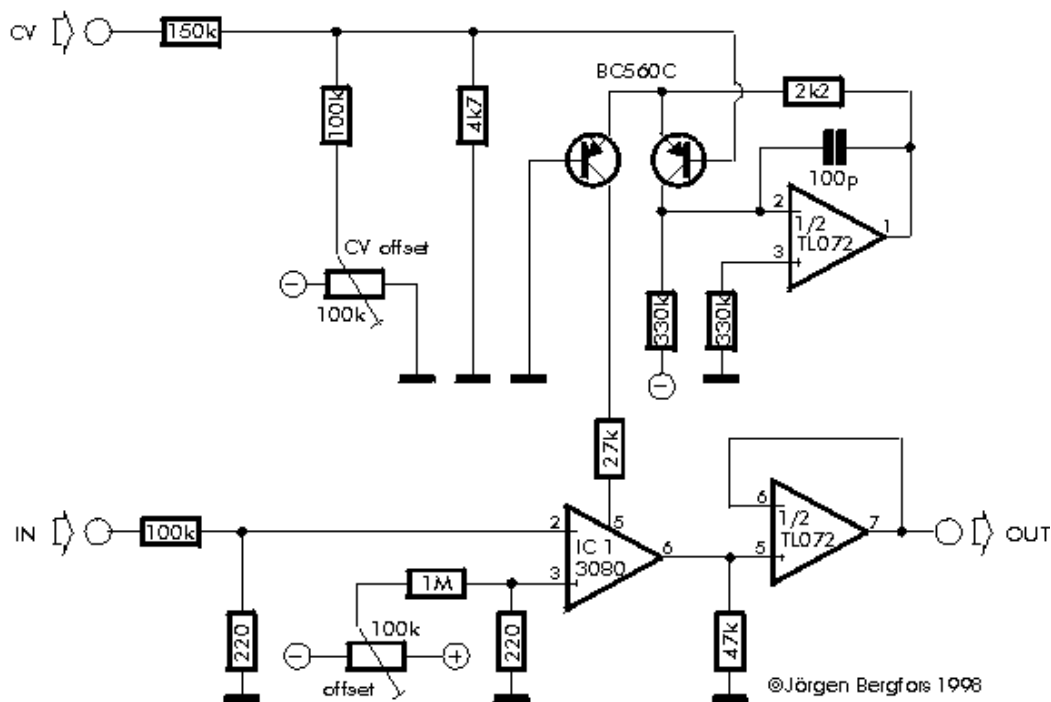 CV
150k
BC560C
100k
4k7
2k2
100p
2
1/2
TL072
1
3
CV offset
100k
330k
330k
27k
IN
100k
2
5
IC 1
3080
6
3
1M
220
100k
offset
220
47k
6
1/2
TL072
7
5
OUT
©Jörgen Bergfors 1998